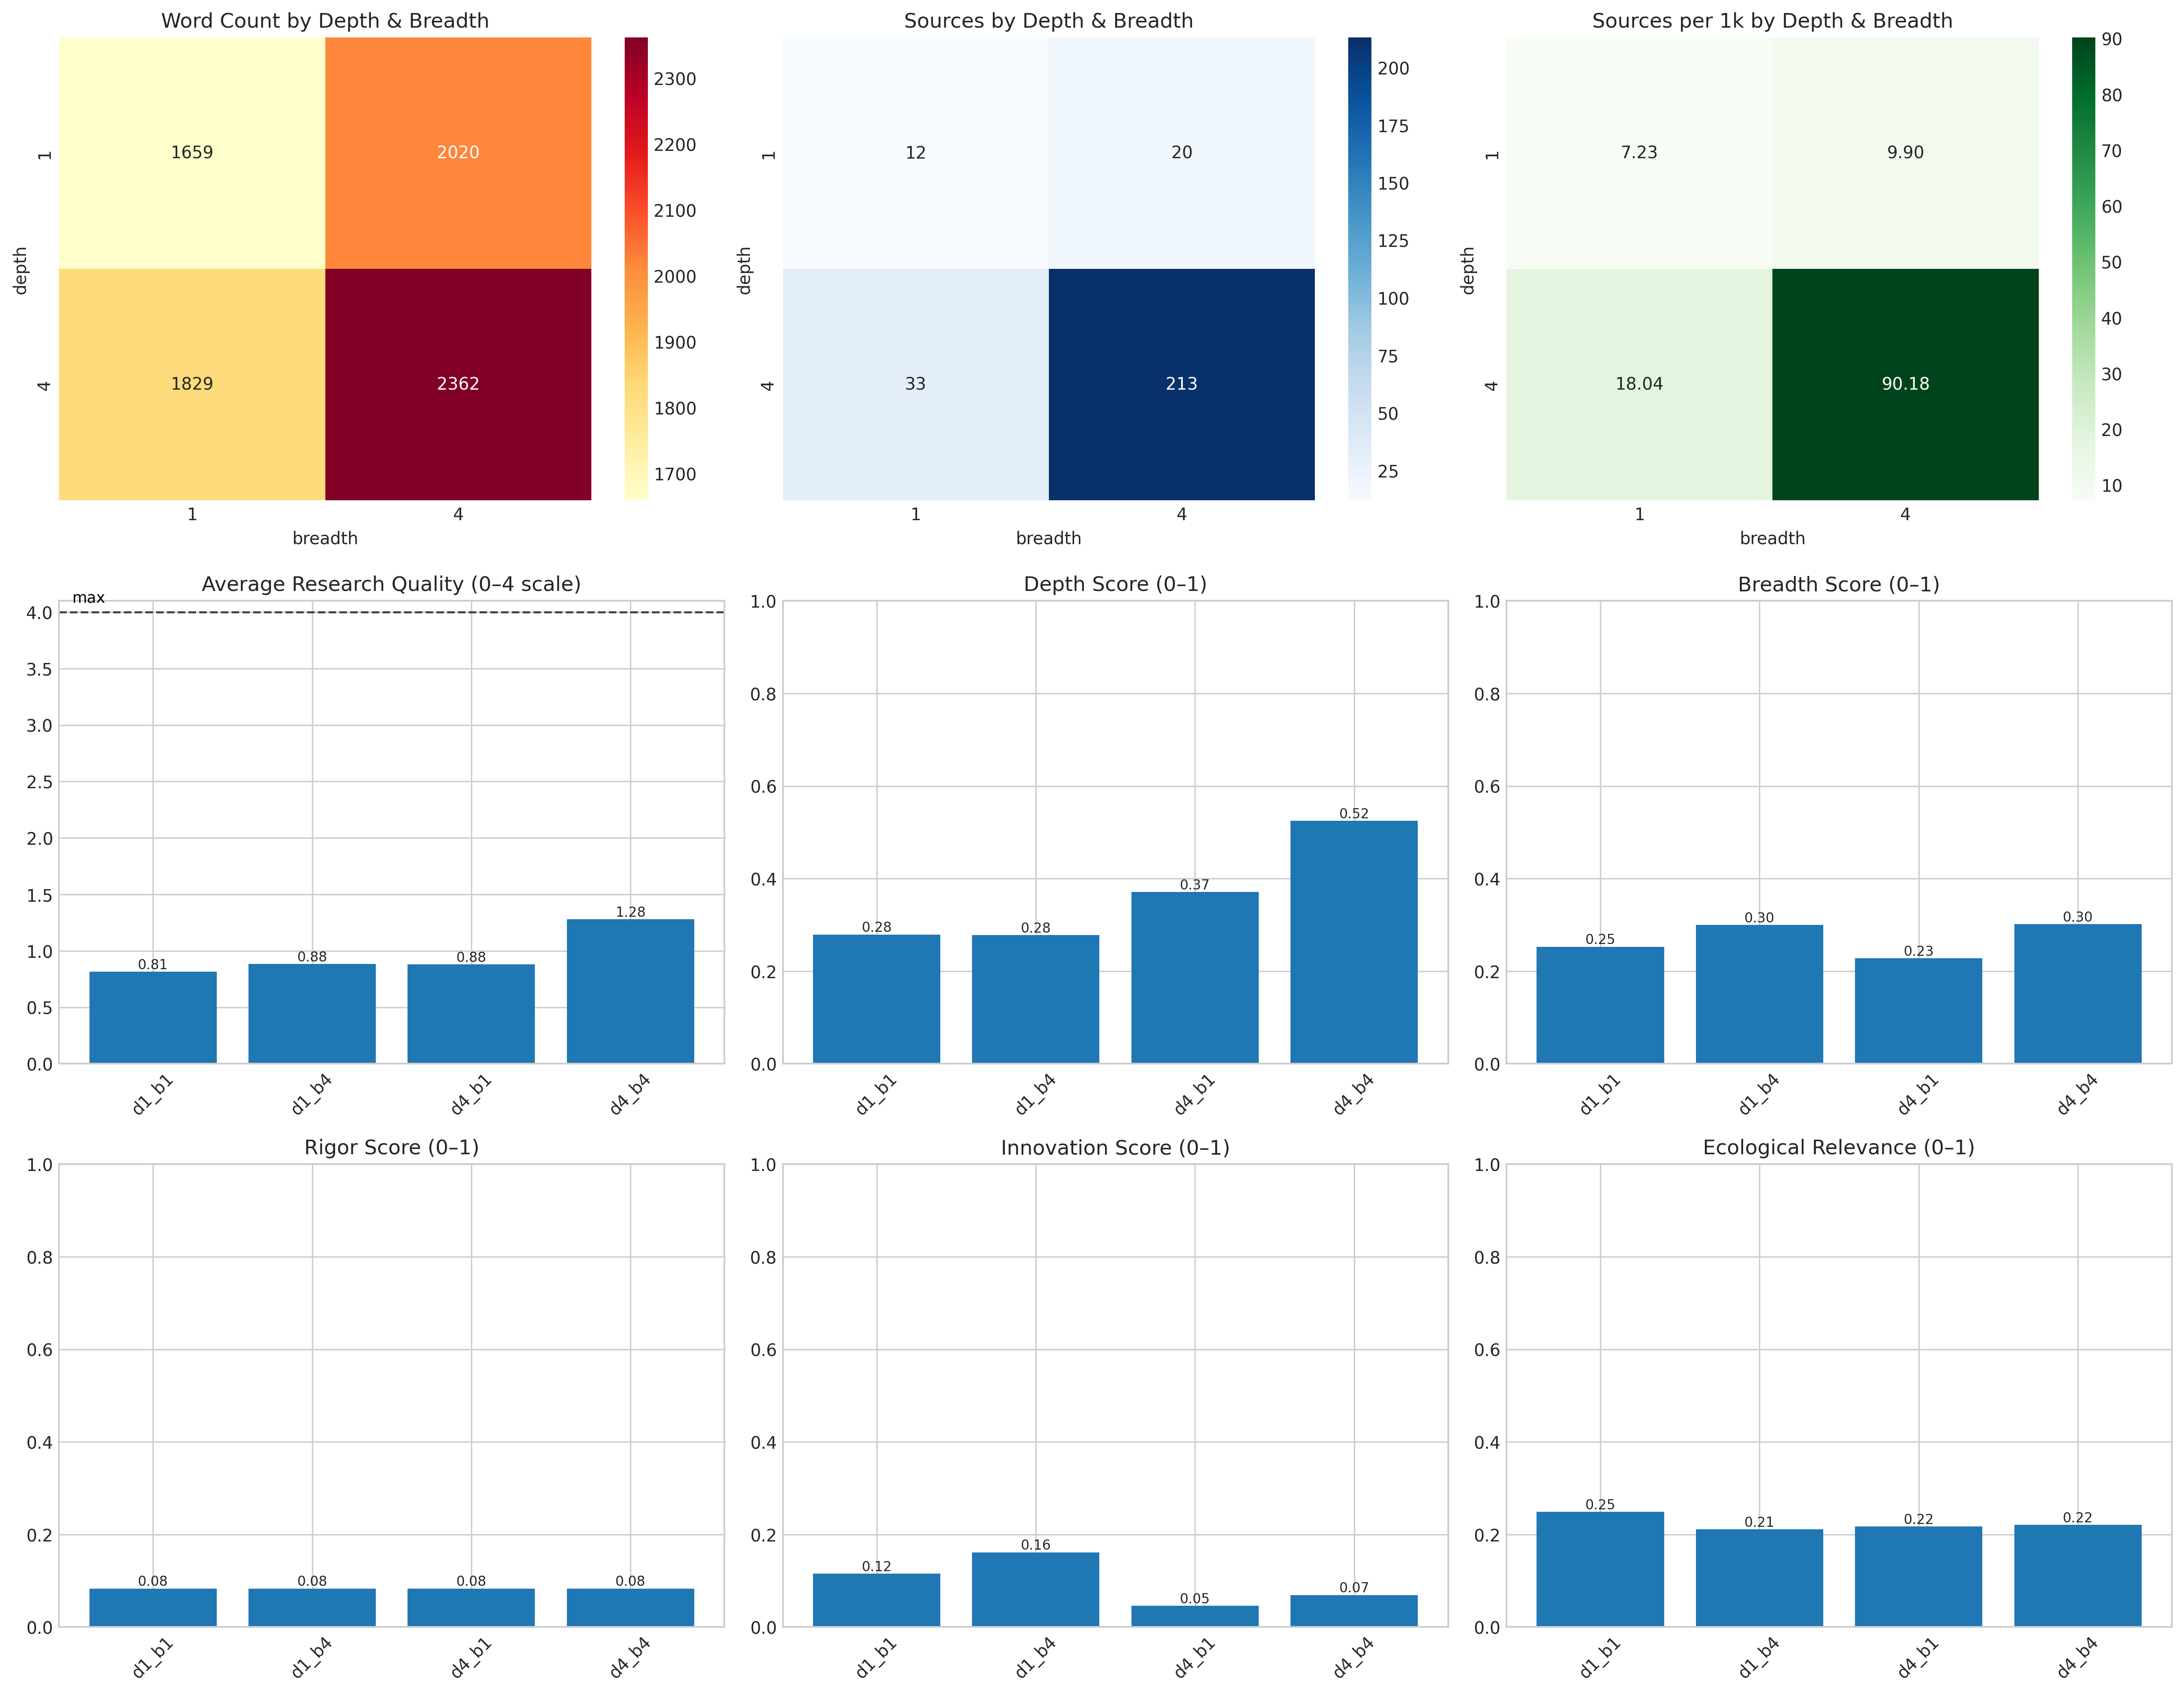 Word Count by Depth & Breadth
1659
2020
1829
2362
1
4
depth
1
4
breadth
2300
2200
2100
2000
1900
1800
1700
Sources by Depth & Breadth
12
20
33
213
1
4
depth
1
4
breadth
200
175
150
125
100
75
50
25
Sources per 1k by Depth & Breadth
7.23
9.90
18.04
90.18
1
4
depth
1
4
breadth
90
80
70
60
50
40
30
20
10
Average Research Quality (0–4 scale)
max
4.0
3.5
3.0
2.5
2.0
1.5
1.0
0.5
0.0
0.81
0.88
0.88
1.28
d1_b1
d1_b4
d4_b1
d4_b4
Depth Score (0–1)
1.0
0.8
0.6
0.4
0.2
0.0
0.28
0.28
0.37
0.52
d1_b1
d1_b4
d4_b1
d4_b4
Breadth Score (0–1)
1.0
0.8
0.6
0.4
0.2
0.0
0.25
0.30
0.23
0.30
d1_b1
d1_b4
d4_b1
d4_b4
Rigor Score (0–1)
1.0
0.8
0.6
0.4
0.2
0.0
0.08
0.08
0.08
0.08
d1_b1
d1_b4
d4_b1
d4_b4
Innovation Score (0–1)
1.0
0.8
0.6
0.4
0.2
0.0
0.12
0.16
0.05
0.07
d1_b1
d1_b4
d4_b1
d4_b4
Ecological Relevance (0–1)
1.0
0.8
0.6
0.4
0.2
0.0
0.25
0.21
0.22
0.22
d1_b1
d1_b4
d4_b1
d4_b4